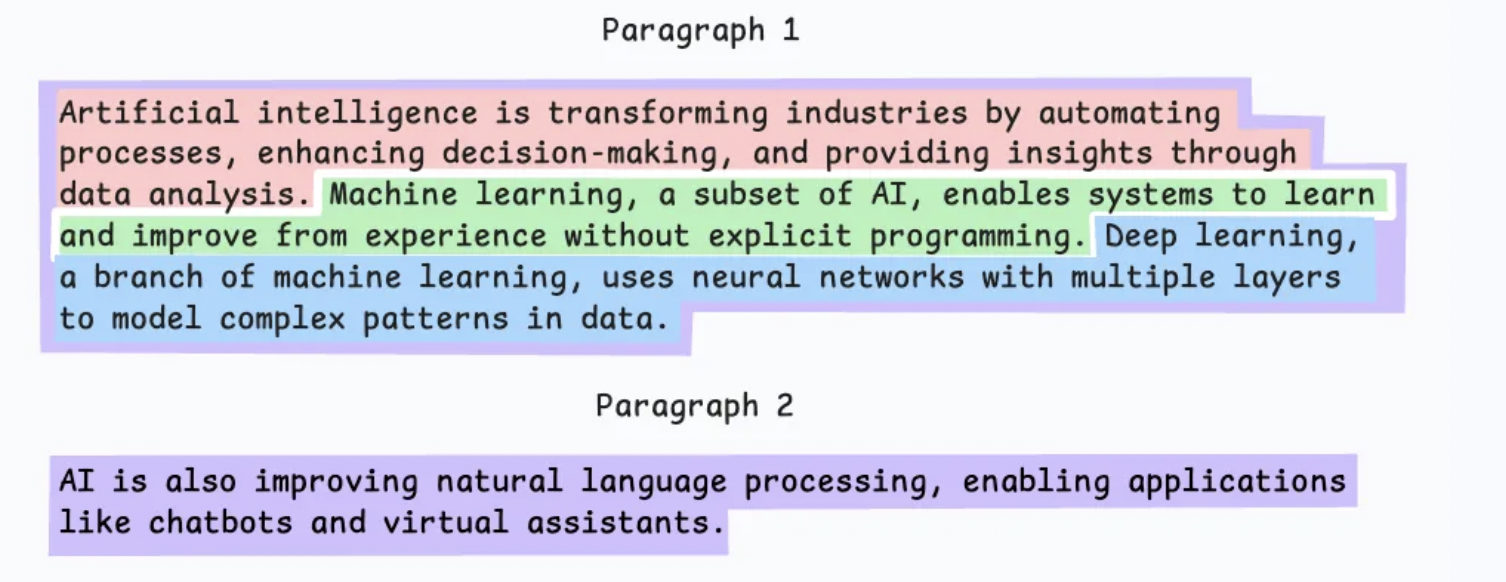 Paragraph 1
Artificial intelligence is transforming industries by automating
processes, enhancing decision-making, and providing insights through
data analysis. Machine learning, a subset of AI, enables systems to learn
and improve from experience without explicit programming. Deep learning,
a branch of machine learning, uses neural networks with multiple layers
to model complex patterns in data.
Paragraph 2
AI is also improving natural language processing, enabling applications
like chatbots and virtual assistants.